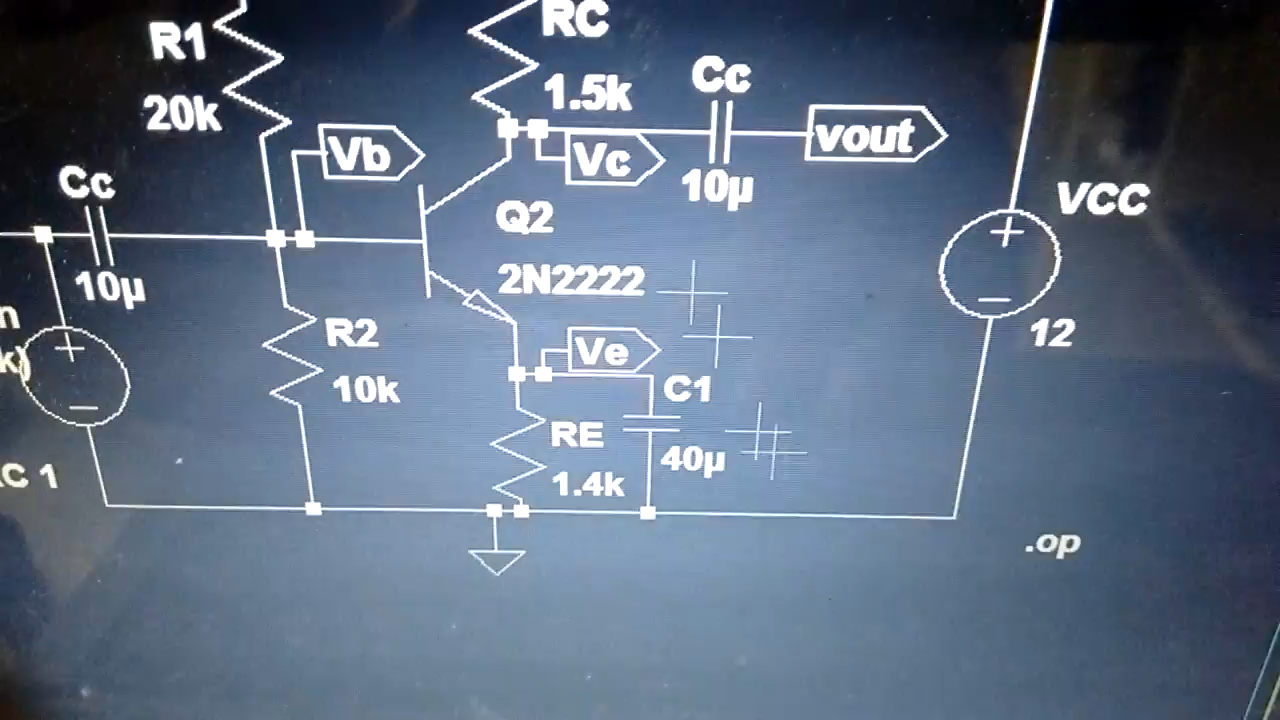 R1
20k
RC
1.5k
Cc
10µ
vout
Vb
Vc
Cc
10µ
Q2
2N2222
VCC
12
R2
10k
Ve
C1
40µ
RE
1.4k
n
k)
C 1
.op